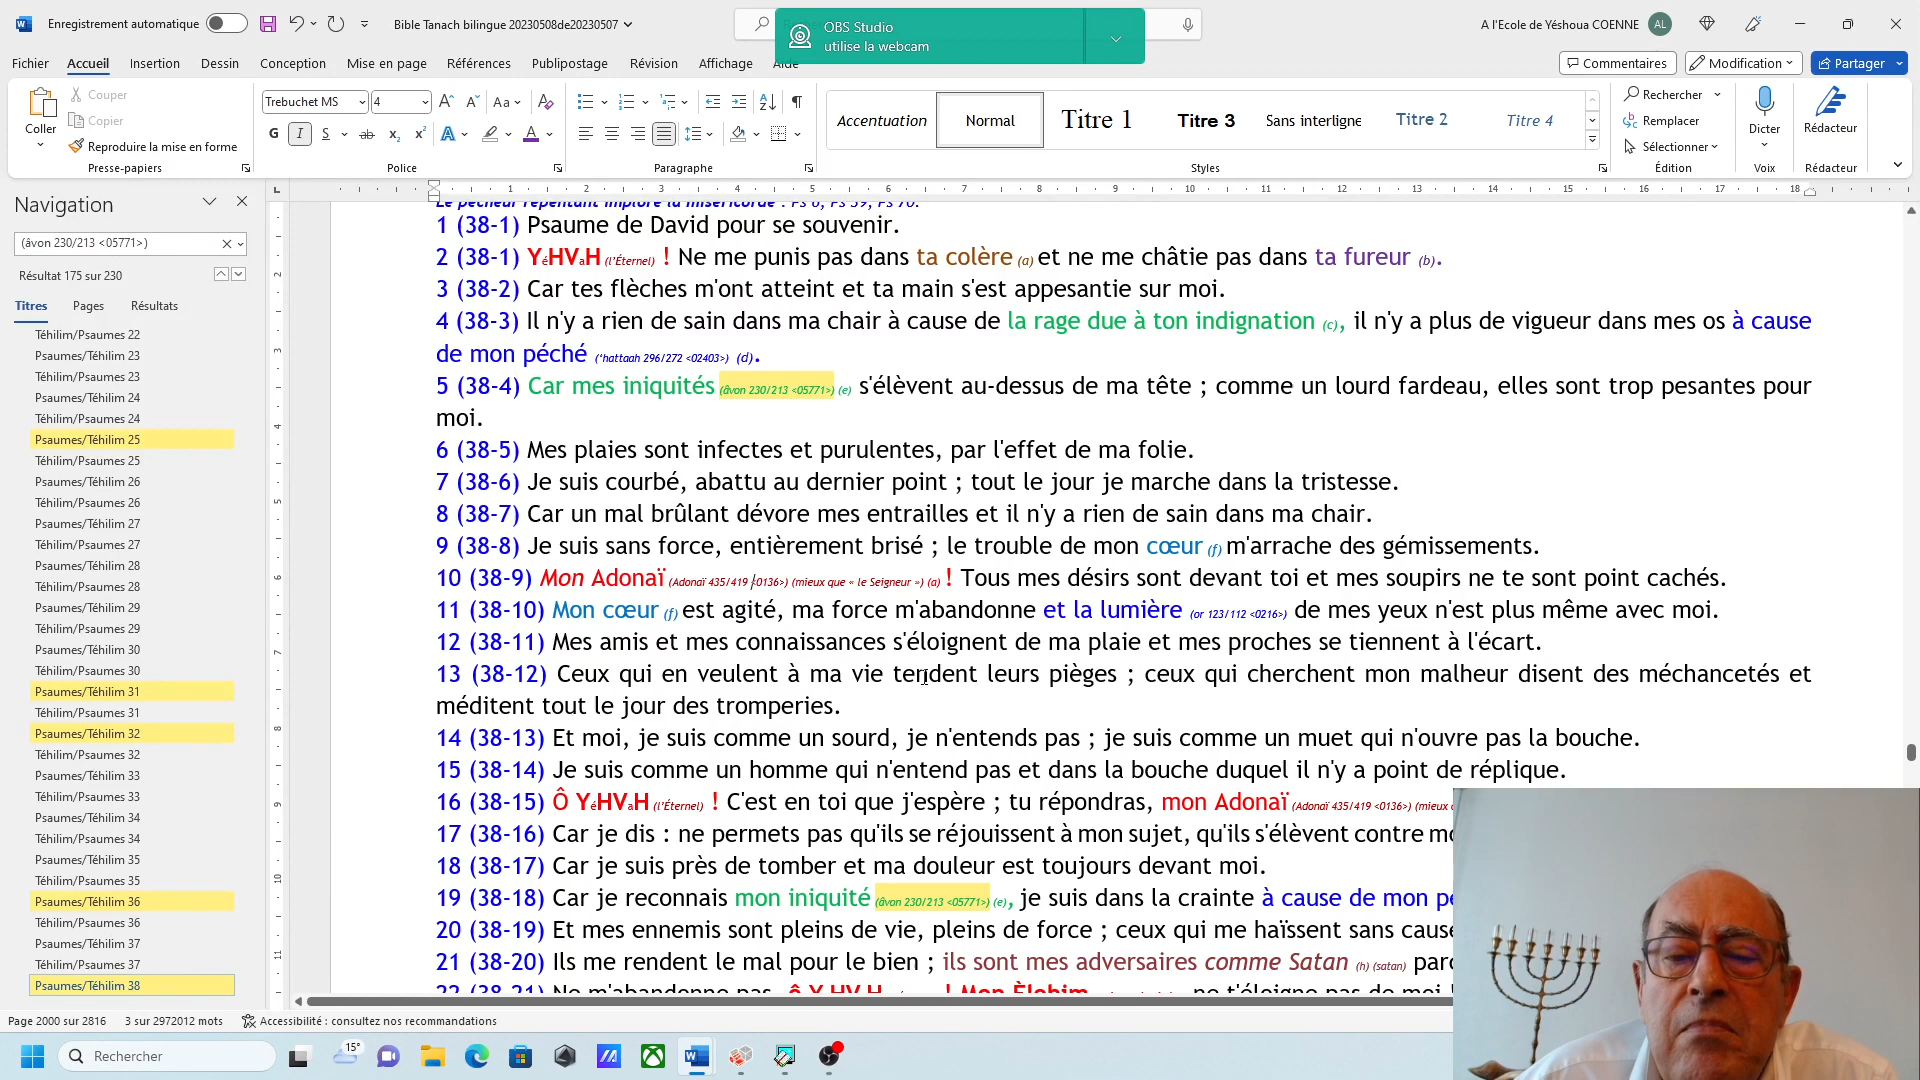 Enregistrement automatique
Bible Tanach bilingue 20230508de20230507
OBS Studio
utilise la webcam
A l'Ecole de Yéshoua COENNE
AL
Fichier
Accueil
Insertion
Dessin
Conception
Mise en page
Références
Publipostage
Révision
Affichage
Aide
Commentaires
Modification
Partager
Coller
Couper
Copier
Reproduire la mise en forme
Presse-papiers
Trebuchet MS
4
Police
Paragraphe
Accentuation
Normal
Titre 1
Titre 3
Sans interligne
Titre 2
Titre 4
Styles
Rechercher
Remplacer
Sélectionner
Édition
Dicter
Voix
Rédacteur
Rédacteur
Navigation
(âvon 230/213 <05771>)
Résultat 175 sur 230
Titres
Pages
Résultats
Téhilim/Psaumes 22
Psaumes/Téhilim 23
Téhilim/Psaumes 23
Psaumes/Téhilim 24
Téhilim/Psaumes 24
Psaumes/Téhilim 25
Téhilim/Psaumes 25
Psaumes/Téhilim 26
Téhilim/Psaumes 26
Psaumes/Téhilim 27
Téhilim/Psaumes 27
Psaumes/Téhilim 28
Téhilim/Psaumes 28
Psaumes/Téhilim 29
Téhilim/Psaumes 29
Psaumes/Téhilim 30
Téhilim/Psaumes 30
Psaumes/Téhilim 31
Téhilim/Psaumes 31
Psaumes/Téhilim 32
Téhilim/Psaumes 32
Psaumes/Téhilim 33
Téhilim/Psaumes 33
Psaumes/Téhilim 34
Téhilim/Psaumes 34
Psaumes/Téhilim 35
Téhilim/Psaumes 35
Psaumes/Téhilim 36
Téhilim/Psaumes 36
Psaumes/Téhilim 37
Téhilim/Psaumes 37
Psaumes/Téhilim 38
Le pécheur repentant implore la miséricorde : Ps 6, Ps 39, Ps 70.
1 (38-1) Psaume de David pour se souvenir.
2 (38-1) YéHVaH (l'Éternel) ! Ne me punis pas dans ta colère (a) et ne me châtie pas dans ta fureur (b).
3 (38-2) Car tes flèches m'ont atteint et ta main s'est appesantie sur moi.
4 (38-3) Il n'y a rien de sain dans ma chair à cause de la rage due à ton indignation (c), il n'y a plus de vigueur dans mes os à cause
de mon péché ('hattaah 296/272 <02403>) (d).
5 (38-4) Car mes iniquités (âvon 230/213 <05771>) (e) s'élèvent au-dessus de ma tête ; comme un lourd fardeau, elles sont trop pesantes pour
moi.
6 (38-5) Mes plaies sont infectes et purulentes, par l'effet de ma folie.
7 (38-6) Je suis courbé, abattu au dernier point ; tout le jour je marche dans la tristesse.
8 (38-7) Car un mal brûlant dévore mes entrailles et il n'y a rien de sain dans ma chair.
9 (38-8) Je suis sans force, entièrement brisé ; le trouble de mon cœur (f) m'arrache des gémissements.
10 (38-9) Mon Adonaï (Adonaï 435/419 <0136>) (mieux que « le Seigneur ») (a) ! Tous mes désirs sont devant toi et mes soupirs ne te sont point cachés.
11 (38-10) Mon cœur (f) est agité, ma force m'abandonne et la lumière (or 123/112 <0216>) de mes yeux n'est plus même avec moi.
12 (38-11) Mes amis et mes connaissances s'éloignent de ma plaie et mes proches se tiennent à l'écart.
13 (38-12) Ceux qui en veulent à ma vie tendent leurs pièges ; ceux qui cherchent mon malheur disent des méchancetés et
méditent tout le jour des tromperies.
14 (38-13) Et moi, je suis comme un sourd, je n'entends pas ; je suis comme un muet qui n'ouvre pas la bouche.
15 (38-14) Je suis comme un homme qui n'entend pas et dans la bouche duquel il n'y a point de réplique.
16 (38-15) Ô YéHVaH (l'Éternel) ! C'est en toi que j'espère ; tu répondras, mon Adonaï (Adonaï 435/419 <0136>) (mieux
17 (38-16) Car je dis : ne permets pas qu'ils se réjouissent à mon sujet, qu'ils s'élèvent contre
18 (38-17) Car je suis près de tomber et ma douleur est toujours devant moi.
19 (38-18) Car je reconnais mon iniquité (âvon 230/213 <05771>) (e), je suis dans la crainte à cause de mon
20 (38-19) Et mes ennemis sont pleins de vie, pleins de force ; ceux qui me haïssent sans cause
21 (38-20) Ils me rendent le mal pour le bien ; ils sont mes adversaires comme Satan (h) (satan)
22 (38-21) Ne m'abandonne pas, ô YéHVaH ! Mon Èlohim, ne t'éloigne pas de moi
Page 2000 sur 2816
3 sur 2972012 mots
Accessibilité : consultez nos recommandations
Rechercher
15°